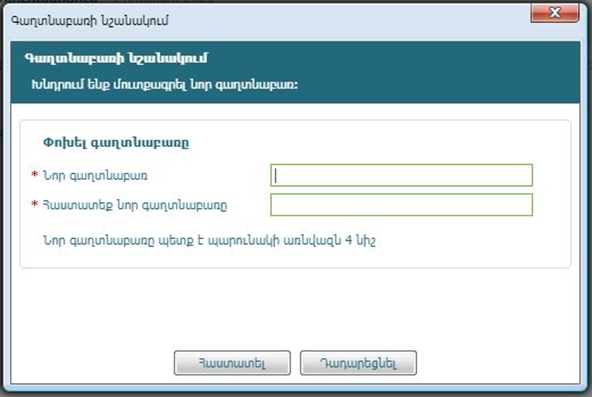 Գաղտնաբառի նշանակում
Գաղտնաբառի նշանակում
Խնդրում ենք մուտքագրել նոր գաղտնաբառ:
Փոխել գաղտնաբառը
* Նոր գաղտնաբառ
* Հաստատեք նոր գաղտնաբառը
Նոր գաղտնաբառը պետք է պարունակի առնվազն 4 նիշ
Հաստատել Դադարեցնել